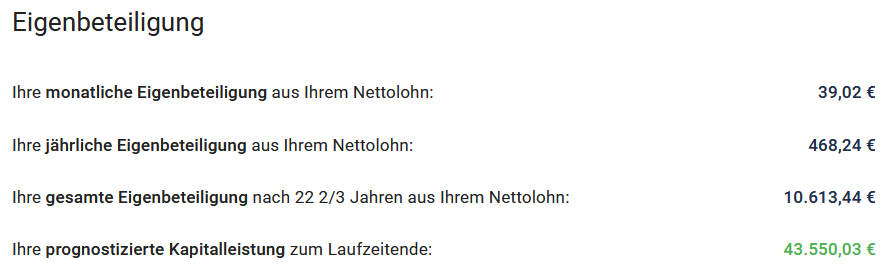 Eigenbeteiligung
Ihre monatliche Eigenbeteiligung aus Ihrem Nettolohn: 39,02 €
Ihre jährliche Eigenbeteiligung aus Ihrem Nettolohn: 468,24 €
Ihre gesamte Eigenbeteiligung nach 22 2/3 Jahren aus Ihrem Nettolohn: 10.613,44 €
Ihre prognostizierte Kapitalleistung zum Laufzeitende: 43.550,03 €